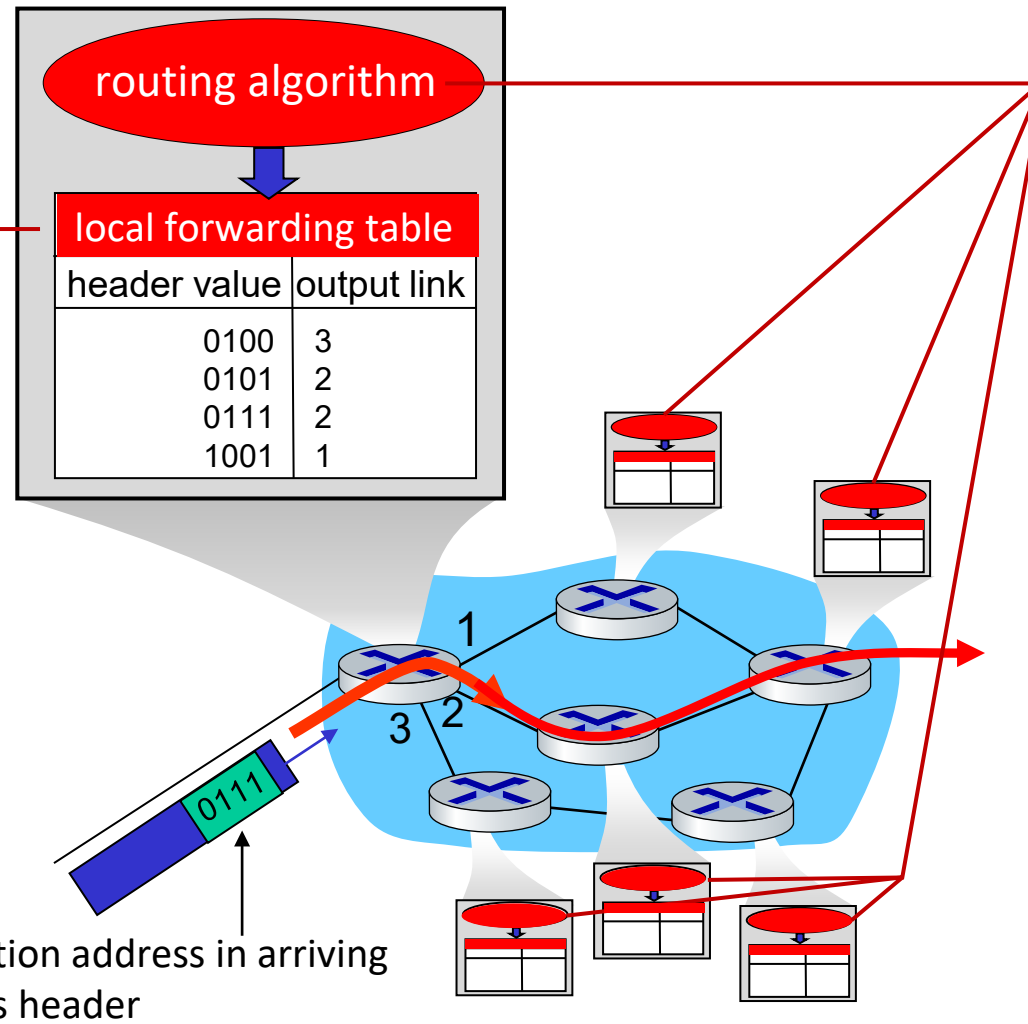 routing algorithm
local forwarding table
header value output link
0100 3
0101 2
0111 2
1001 1
1
2
3
0111
tion address in arriving
s header